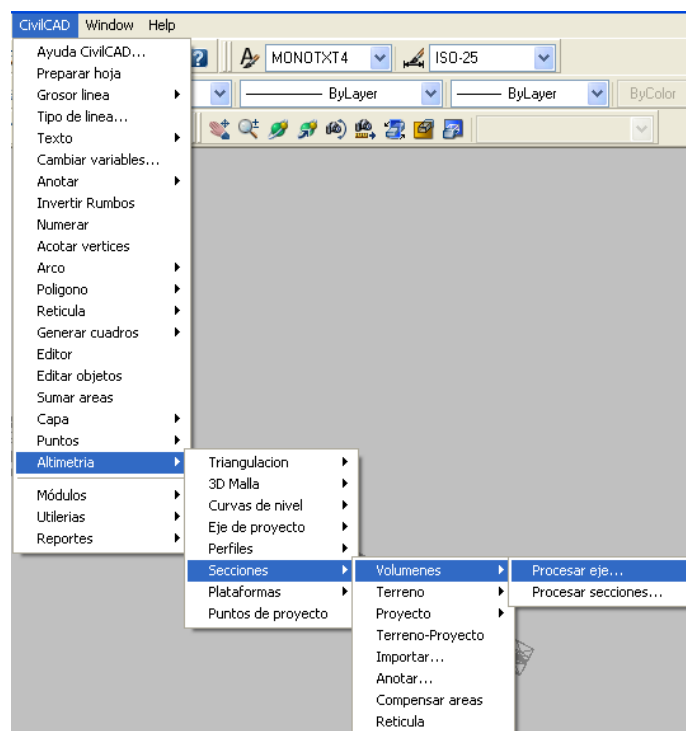 CivilCAD Window Help
MONOTXT4 ISO-25
ByLayer ByLayer ByColor
Ayuda CivilCAD...
Preparar hoja
Grosor linea
Tipo de linea...
Texto
Cambiar variables...
Anotar
Invertir Rumbos
Numerar
Acotar vertices
Arco
Poligono
Reticula
Generar cuadros
Editor
Editar objetos
Sumar areas
Capa
Puntos
Altimetria
Módulos
Utilerias
Reportes
Triangulacion
3D Malla
Curvas de nivel
Eje de proyecto
Perfiles
Secciones
Plataformas
Puntos de proyecto
Volumenes
Terreno
Proyecto
Terreno-Proyecto
Importar...
Anotar...
Compensar areas
Reticula
Procesar eje...
Procesar secciones...